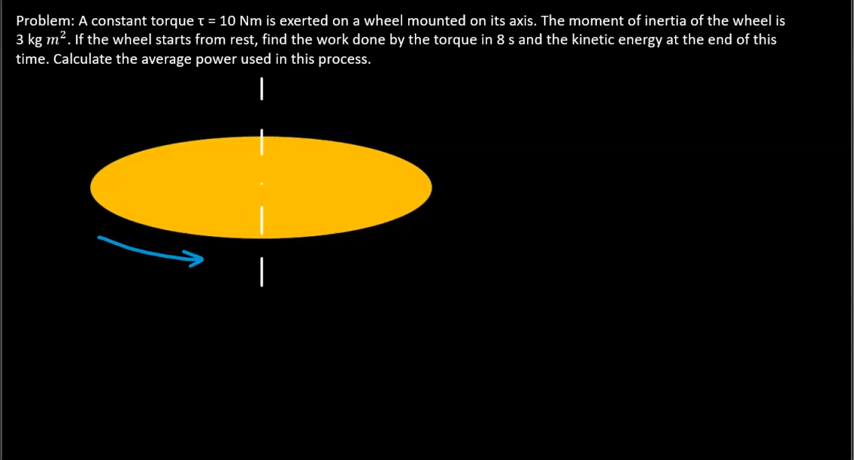 Problem: A constant torque τ = 10 Nm is exerted on a wheel mounted on its axis. The moment of inertia of the wheel is
3 kg m². If the wheel starts from rest, find the work done by the torque in 8 s and the kinetic energy at the end of this
time. Calculate the average power used in this process.